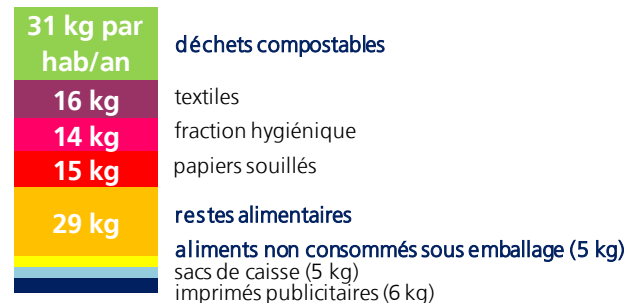 31 kg par
hab/an
déchets compostables
16 kg
textiles
14 kg
fraction hygiénique
15 kg
papiers souillés
29 kg
restes alimentaires
aliments non consommés sous emballage (5 kg)
sacs de caisse (5 kg)
imprimés publicitaires (6 kg)